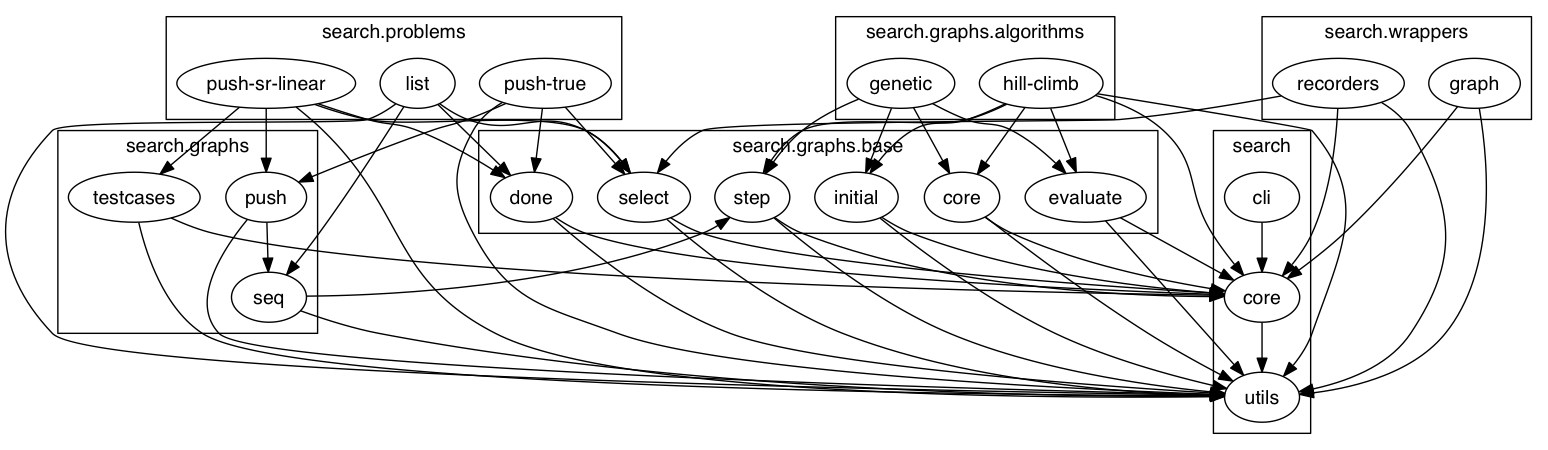 search.problems
search.graphs.algorithms
search.wrappers
push-sr-linear
list
push-true
genetic
hill-climb
recorders
graph
search.graphs
search.graphs.base
search
testcases
push
done
select
step
initial
core
evaluate
cli
seq
core
utils